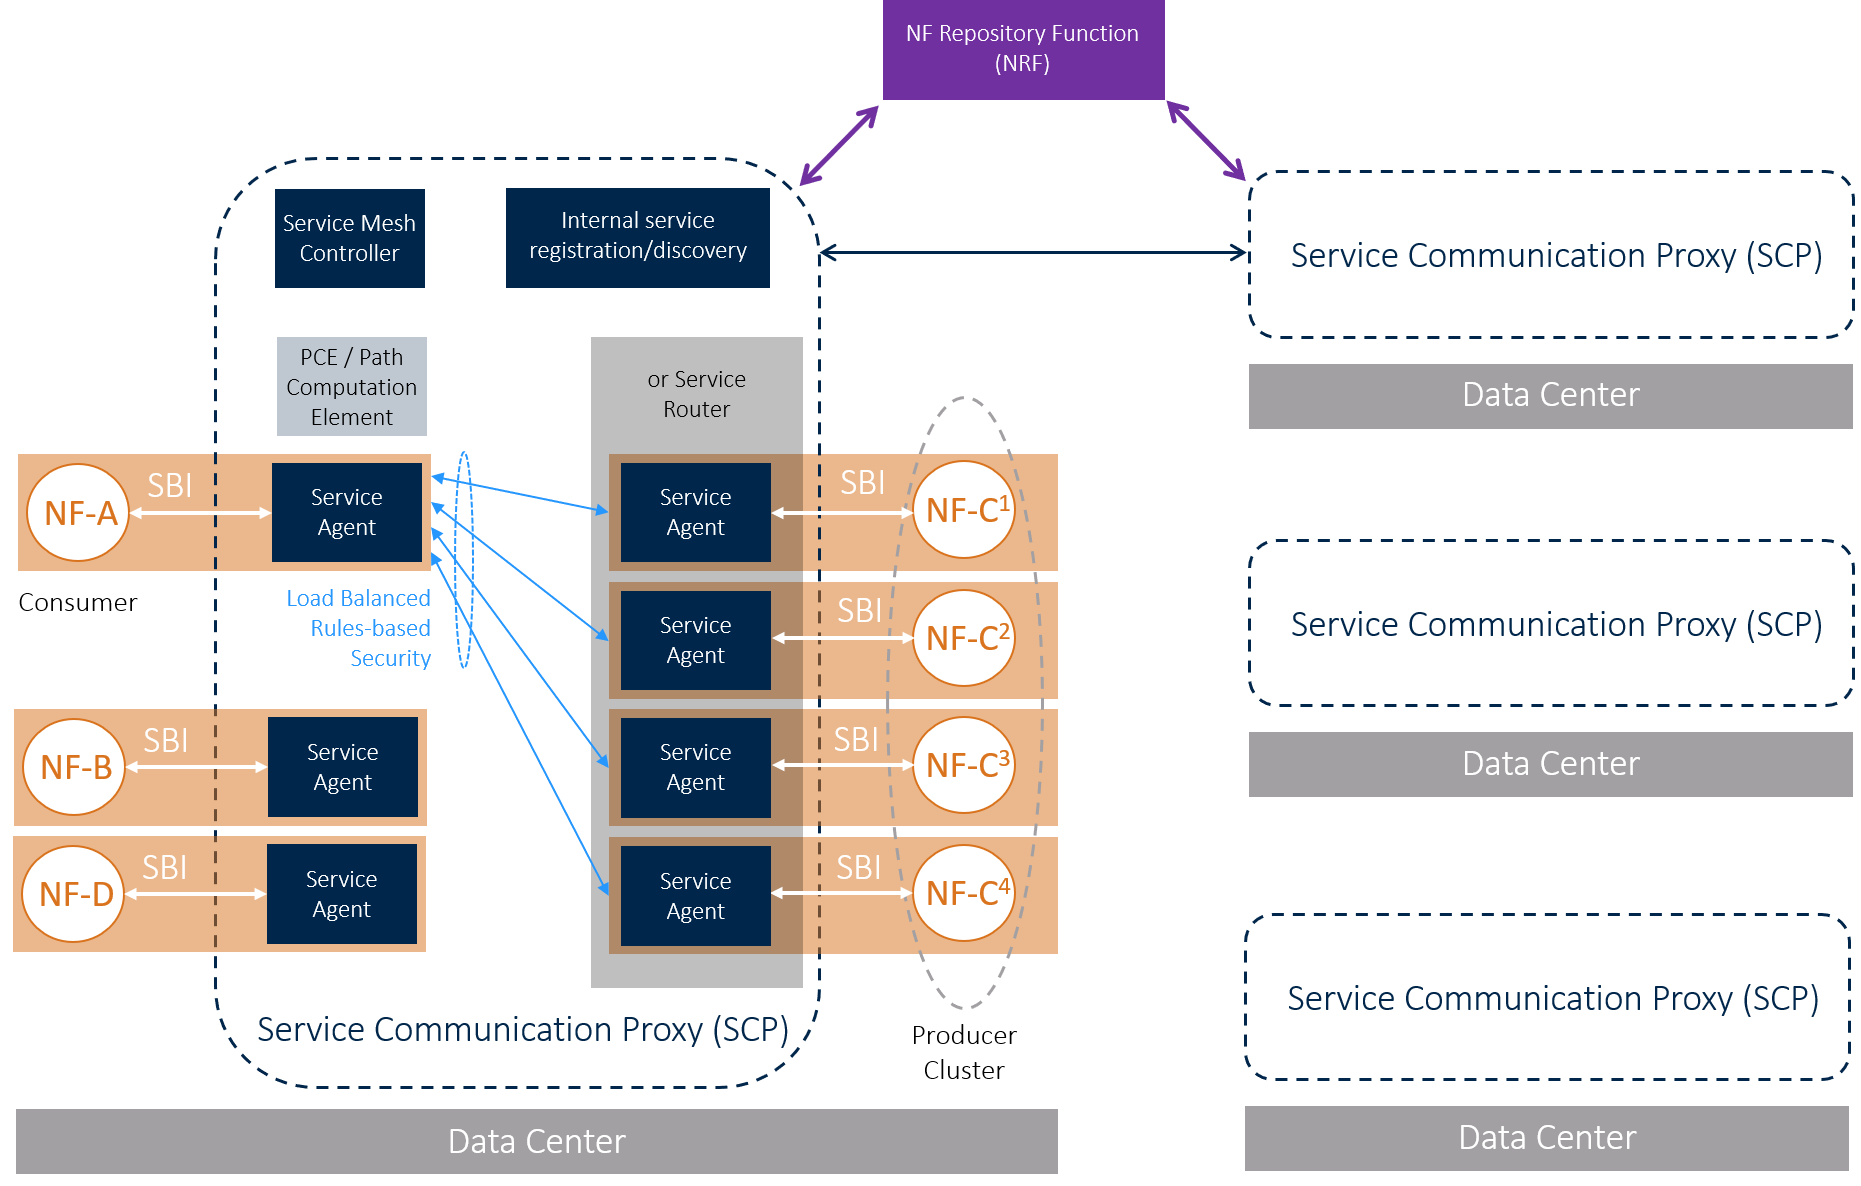 NF Repository Function
(NRF)
Service Mesh
Controller
Internal service
registration/discovery
Service Communication Proxy (SCP)
Data Center
PCE / Path
Computation
Element
or Service
Router
NF-A
SBI
Service
Agent
Consumer
Load Balanced
Rules-based
Security
NF-B
SBI
Service
Agent
NF-D
SBI
Service
Agent
Service
Agent
SBI
NF-C¹
Service
Agent
SBI
NF-C²
Service
Agent
SBI
NF-C³
Service
Agent
SBI
NF-C⁴
Producer
Cluster
Service Communication Proxy (SCP)
Data Center
Service Communication Proxy (SCP)
Data Center
Service Communication Proxy (SCP)
Data Center